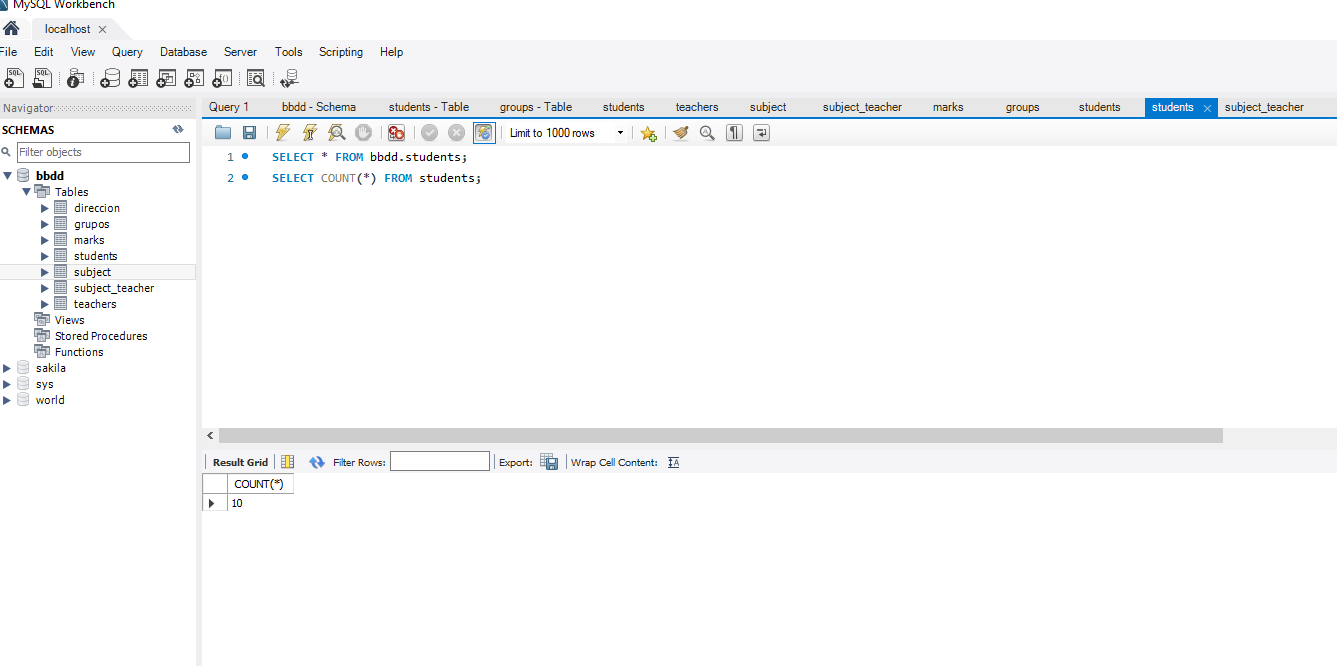 MySQL Workbench
localhost
File Edit View Query Database Server Tools Scripting Help
Navigator
SCHEMAS
Filter objects
bbdd
Tables
direccion
grupos
marks
students
subject
subject_teacher
teachers
Views
Stored Procedures
Functions
sakila
sys
world
Query 1 bbdd - Schema students - Table groups - Table students teachers subject subject_teacher marks groups students students subject_teacher
Limit to 1000 rows
1 SELECT * FROM bbdd.students;
2 SELECT COUNT(*) FROM students;
Result Grid Filter Rows: Export: Wrap Cell Content:
COUNT(*)
10